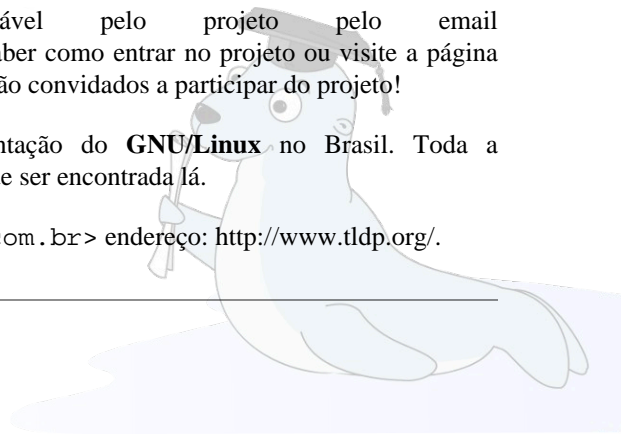 ável pelo projeto pelo email
aber como entrar no projeto ou visite a página
ão convidados a participar do projeto!
ntação do GNU/Linux no Brasil. Toda a
e ser encontrada lá.
om.br> endereço: http://www.tldp.org/.